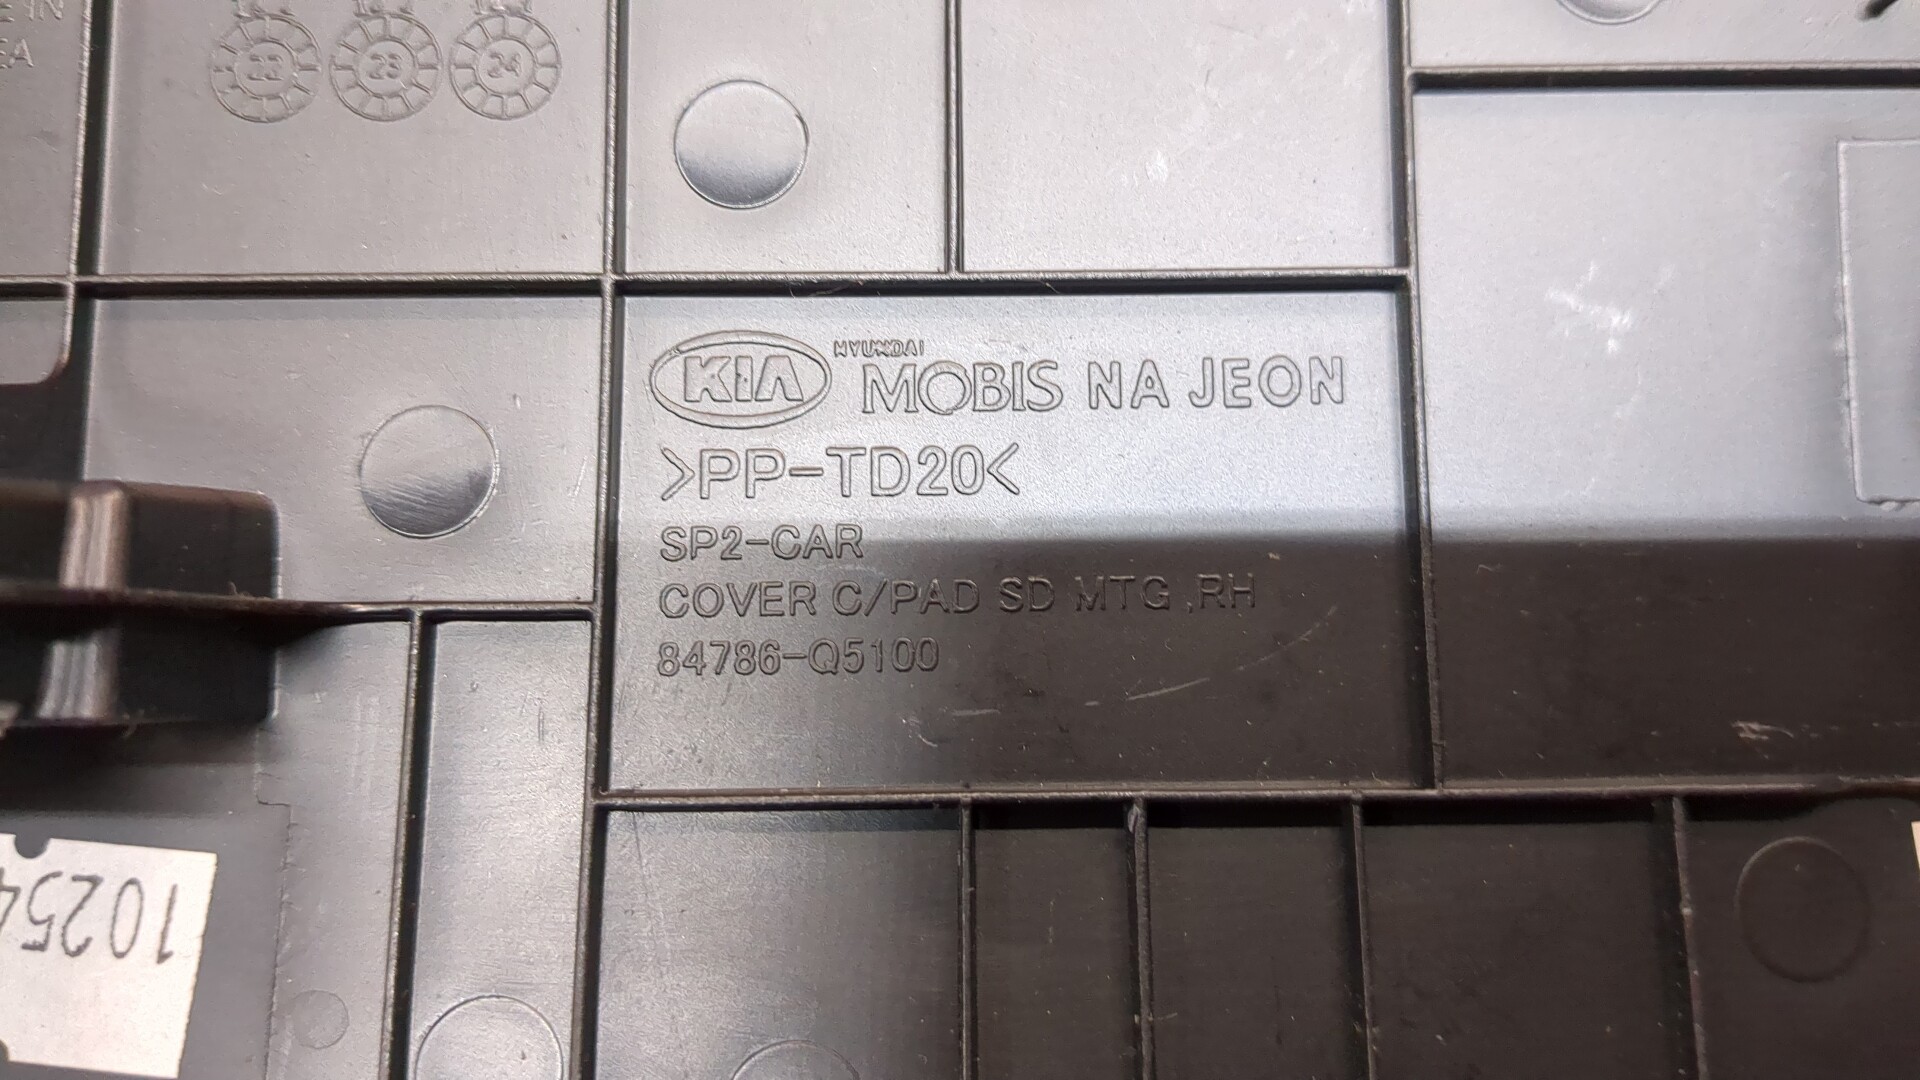 22 23 24
KIA HYUNDAI MOBIS NA JEON
>PP-TD20<
SP2-CAR
COVER C/PAD SD MTG ,RH
84786-Q5100
10254